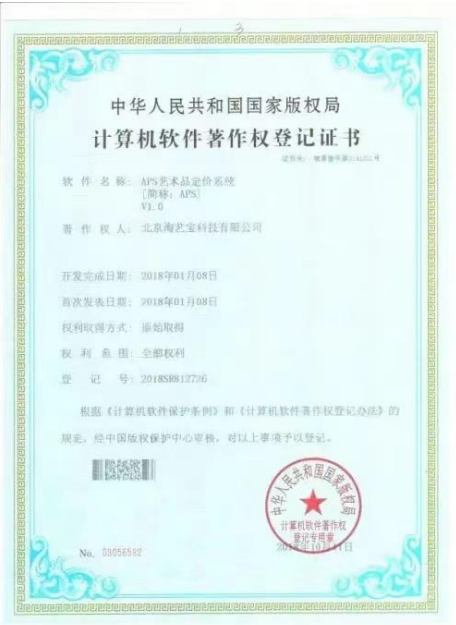 中华人民共和国国家版权局
计算机软件著作权登记证书
软件名称： APS艺术品定价系统
[简称：APS]
V1.0
著作权人： 北京淘艺宝科技有限公司
开发完成日期： 2018年01月08日
首次发表日期： 2018年01月08日
权利取得方式： 原始取得
权利范围： 全部权利
登记号： 2018SR812726
根据《计算机软件保护条例》和《计算机软件著作权登记办法》的
规定，经中国版权保护中心审核，对以上事项予以登记。
中华人民共和国国家版权局
计算机软件著作权
登记专用章
No. 03056582